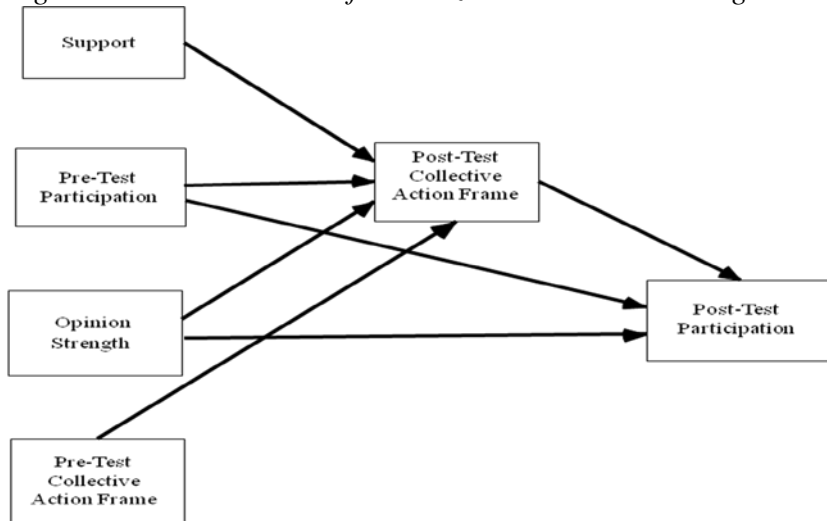 Support
Pre-Test
Participation
Opinion
Strength
Pre-Test
Collective
Action Frame
Post-Test
Collective
Action Frame
Post-Test
Participation